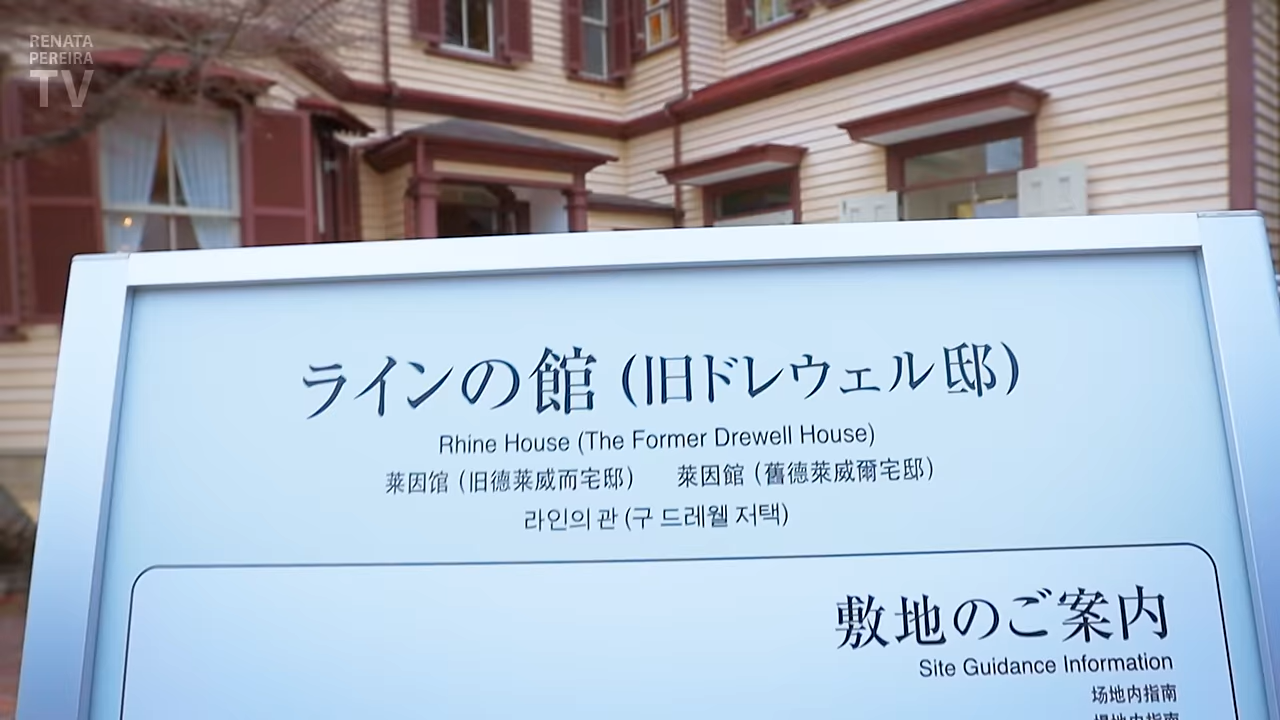 RENATA
PEREIRA
TV
ラインの館 (旧ドレウェル邸)
Rhine House (The Former Drewell House)
莱因馆 (旧德莱威而宅邸) 萊因館 (舊德萊威爾宅邸)
라인의 관 (구 드레웰 저택)
敷地のご案内
Site Guidance Information
场地内指南